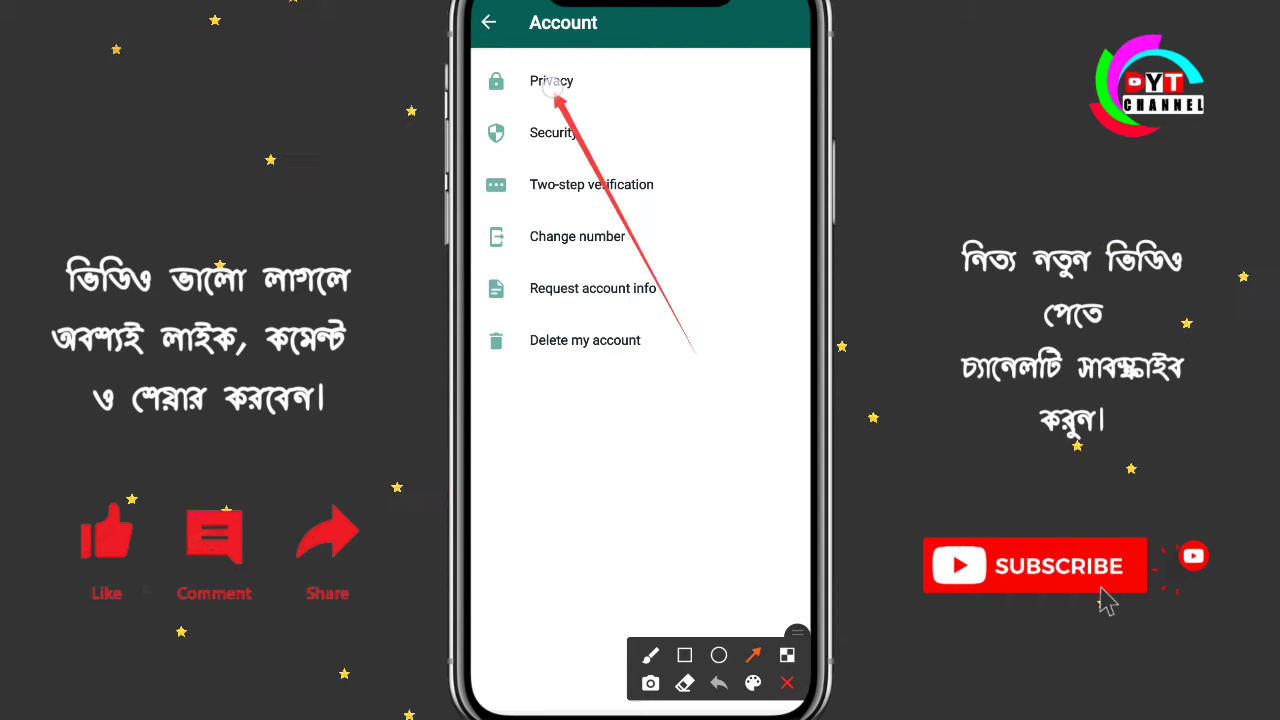 Account
Privacy
Security
Two-step verification
Change number
Request account info
Delete my account
ভিডিও ভালো লাগলে
অবশ্যই লাইক, কমেন্ট
ও শেয়ার করবেন।
Like
Comment
Share
DYT
CHANNEL
নিত্য নতুন ভিডিও
পেতে
চ্যানেলটি সাবস্ক্রাইব
করুন।
SUBSCRIBE